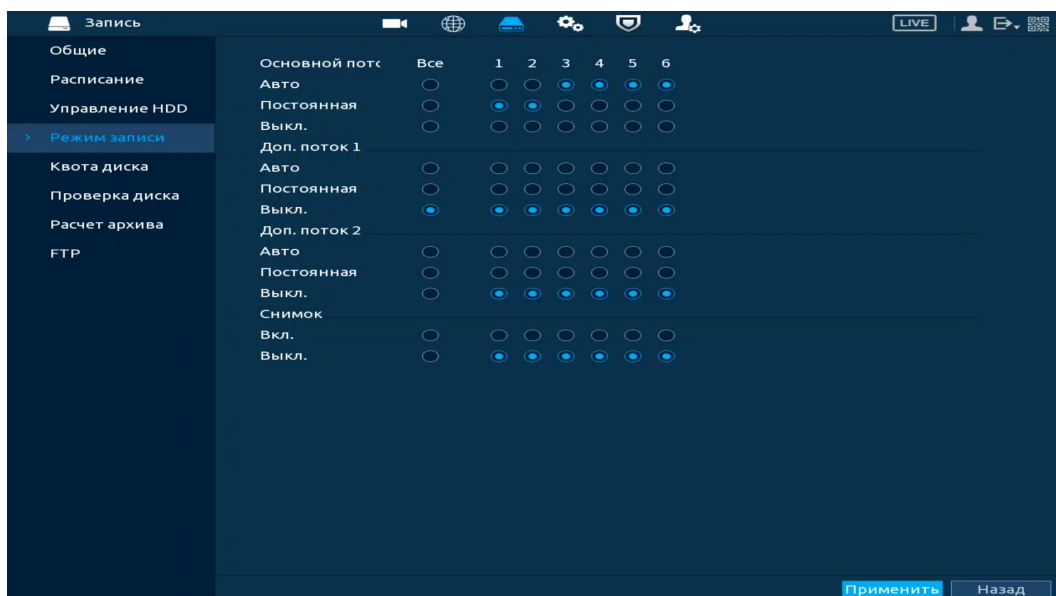 Запись LIVE
Общие
Расписание
Управление HDD
> Режим записи
Квота диска
Проверка диска
Расчет архива
FTP
Основной пото Все 1 2 3 4 5 6
Авто
Постоянная
Выкл.
Доп. поток 1
Авто
Постоянная
Выкл.
Доп. поток 2
Авто
Постоянная
Выкл.
Снимок
Вкл.
Выкл.
Применить Назад